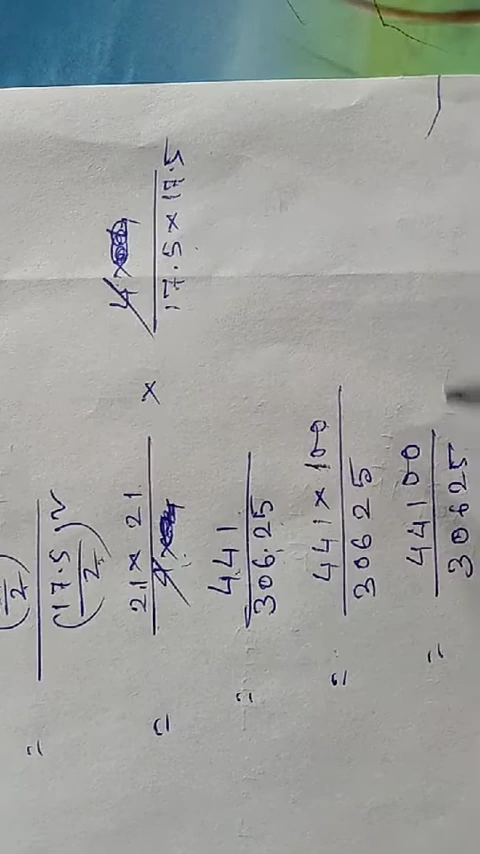 = (/2) / (17.5/2)²
= 21 × 21 / 4 × 4 / 17.5 × 17.5
= 441 / 306.25
= 441 × 100 / 30625
= 44100 / 30625